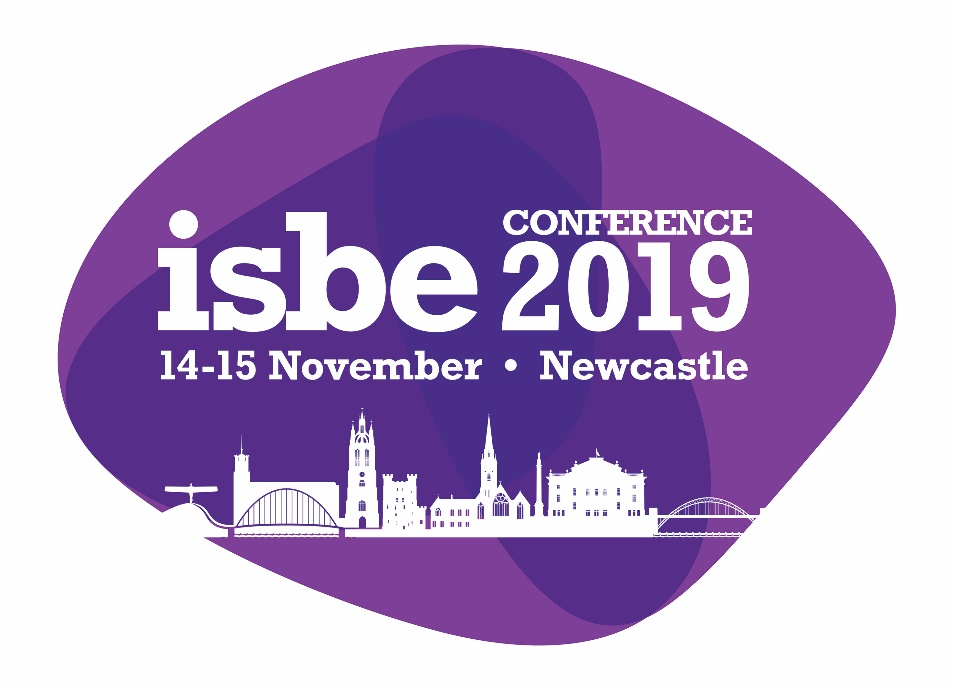 isbe CONFERENCE 2019
14-15 November • Newcastle